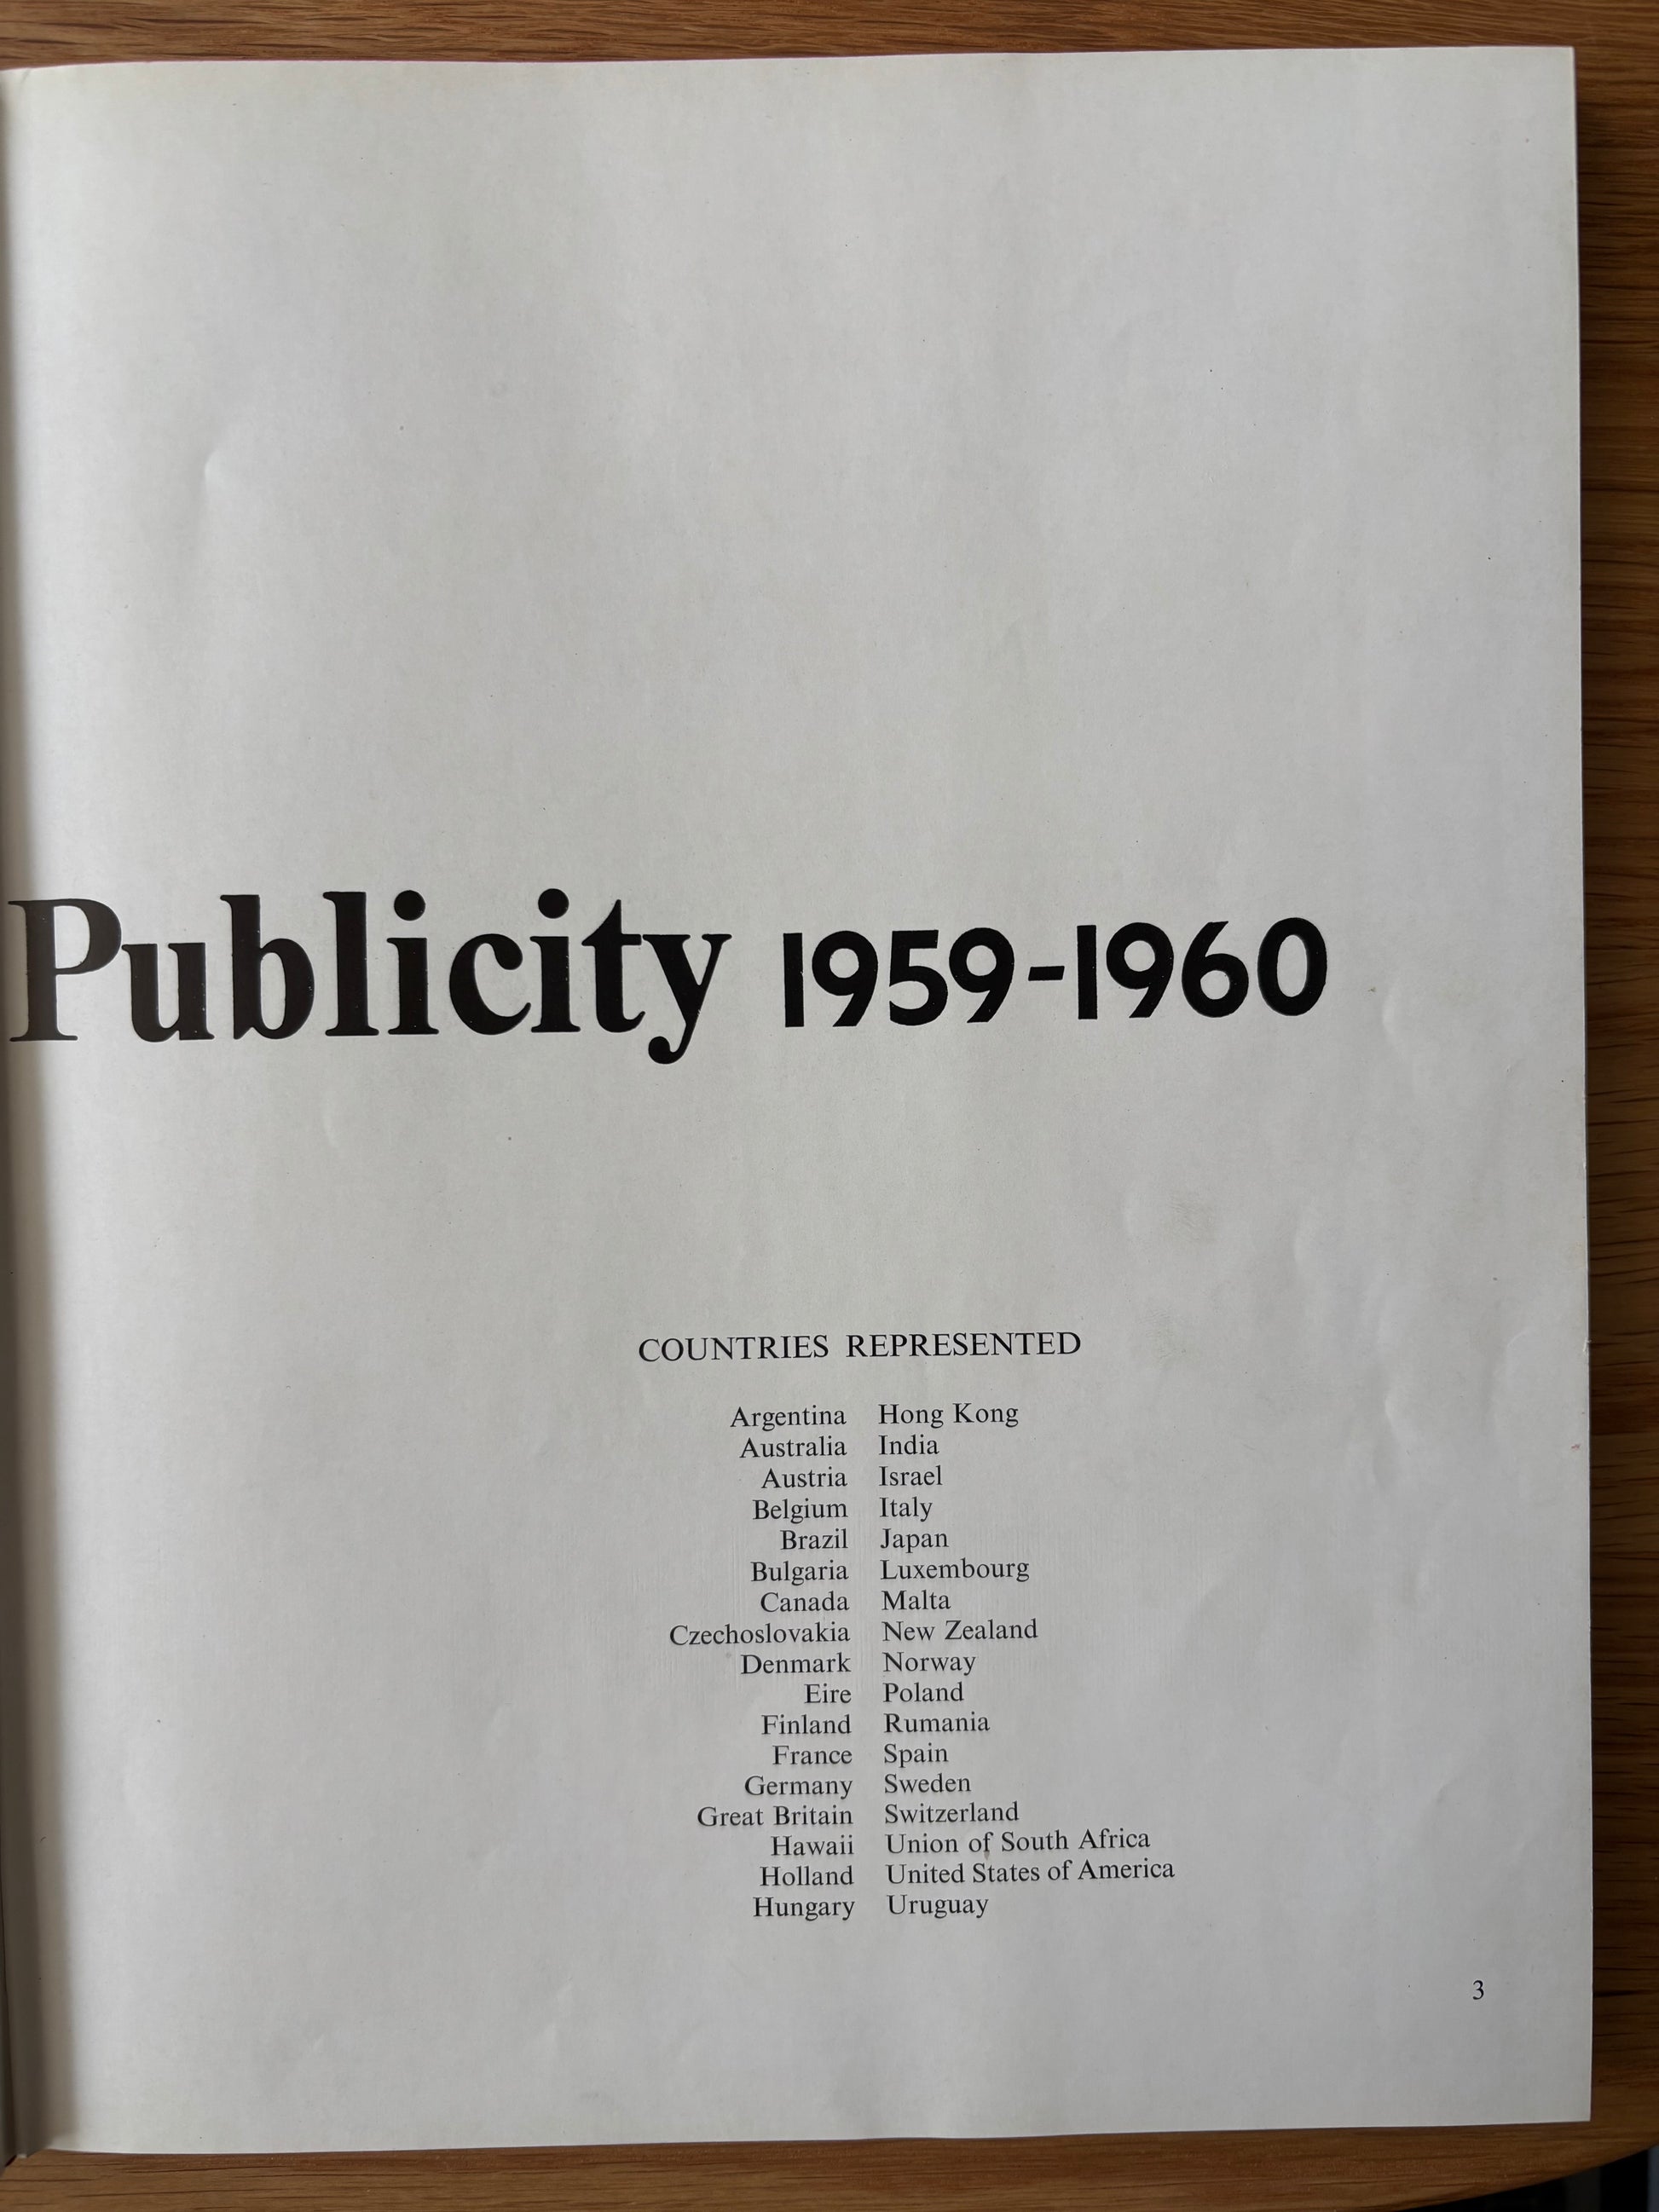 Publicity 1959-1960
COUNTRIES REPRESENTED
Argentina Hong Kong
Australia India
Austria Israel
Belgium Italy
Brazil Japan
Bulgaria Luxembourg
Canada Malta
Czechoslovakia New Zealand
Denmark Norway
Eire Poland
Finland Rumania
France Spain
Germany Sweden
Great Britain Switzerland
Hawaii Union of South Africa
Holland United States of America
Hungary Uruguay
3